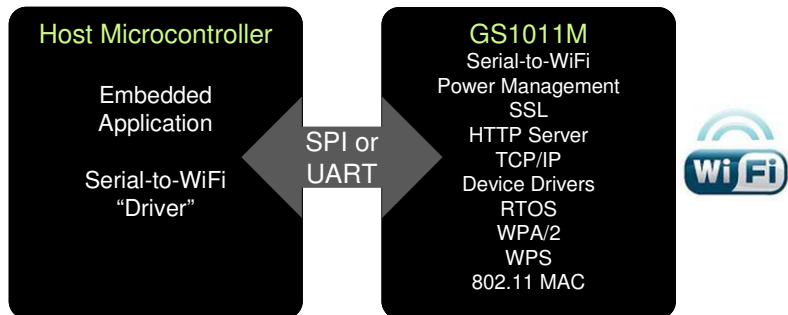 Host Microcontroller
Embedded
Application
Serial-to-WiFi
“Driver”
SPI or
UART
GS1011M
Serial-to-WiFi
Power Management
SSL
HTTP Server
TCP/IP
Device Drivers
RTOS
WPA/2
WPS
802.11 MAC
Wi Fi